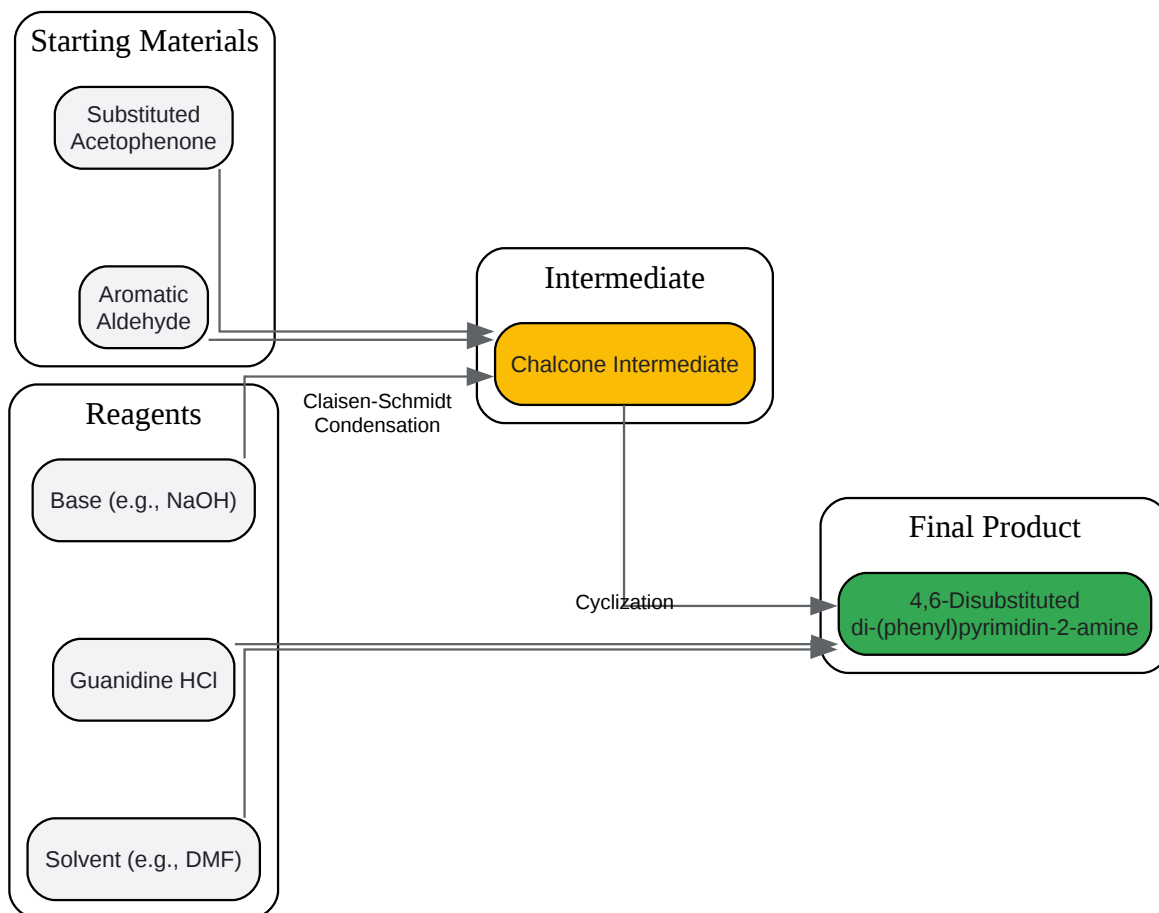 Starting Materials
Substituted
Acetophenone
Aromatic
Aldehyde
Intermediate
Chalcone Intermediate
Reagents
Claisen-Schmidt
Condensation
Base (e.g., NaOH)
Final Product
4,6-Disubstituted
di-(phenyl)pyrimidin-2-amine
Cyclization
Guanidine HCl
Solvent (e.g., DMF)